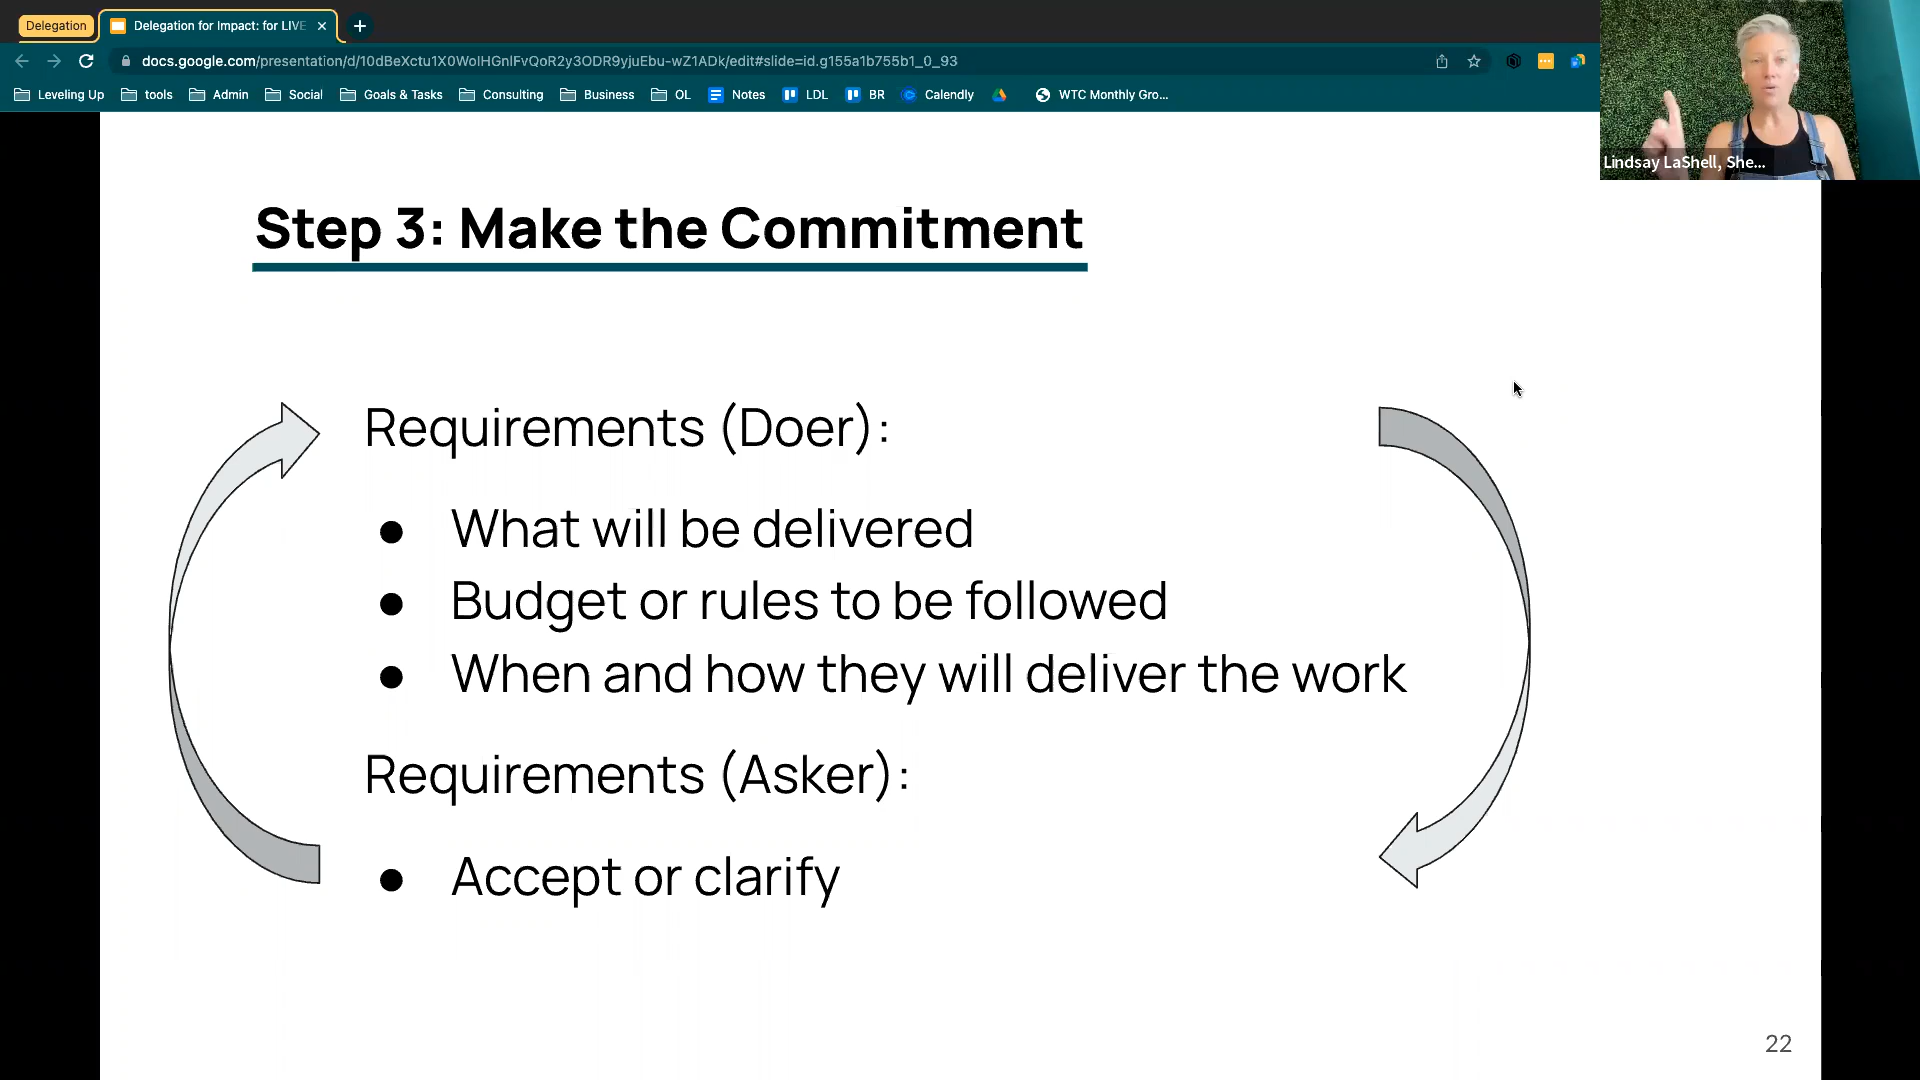 Delegation
Delegation for Impact: for LIVE
docs.google.com/presentation/d/10dBeXctu1X0WolHGnlFvQoR2y3ODR9yjuEbu-wZ1ADk/edit#slide=id.g155a1b755b1_0_93
Leveling Up tools Admin Social Goals & Tasks Consulting Business OL Notes LDL BR Calendly WTC Monthly Gro...
Lindsay LaShell, She...
Step 3: Make the Commitment
Requirements (Doer):
● What will be delivered
● Budget or rules to be followed
● When and how they will deliver the work
Requirements (Asker):
● Accept or clarify
22